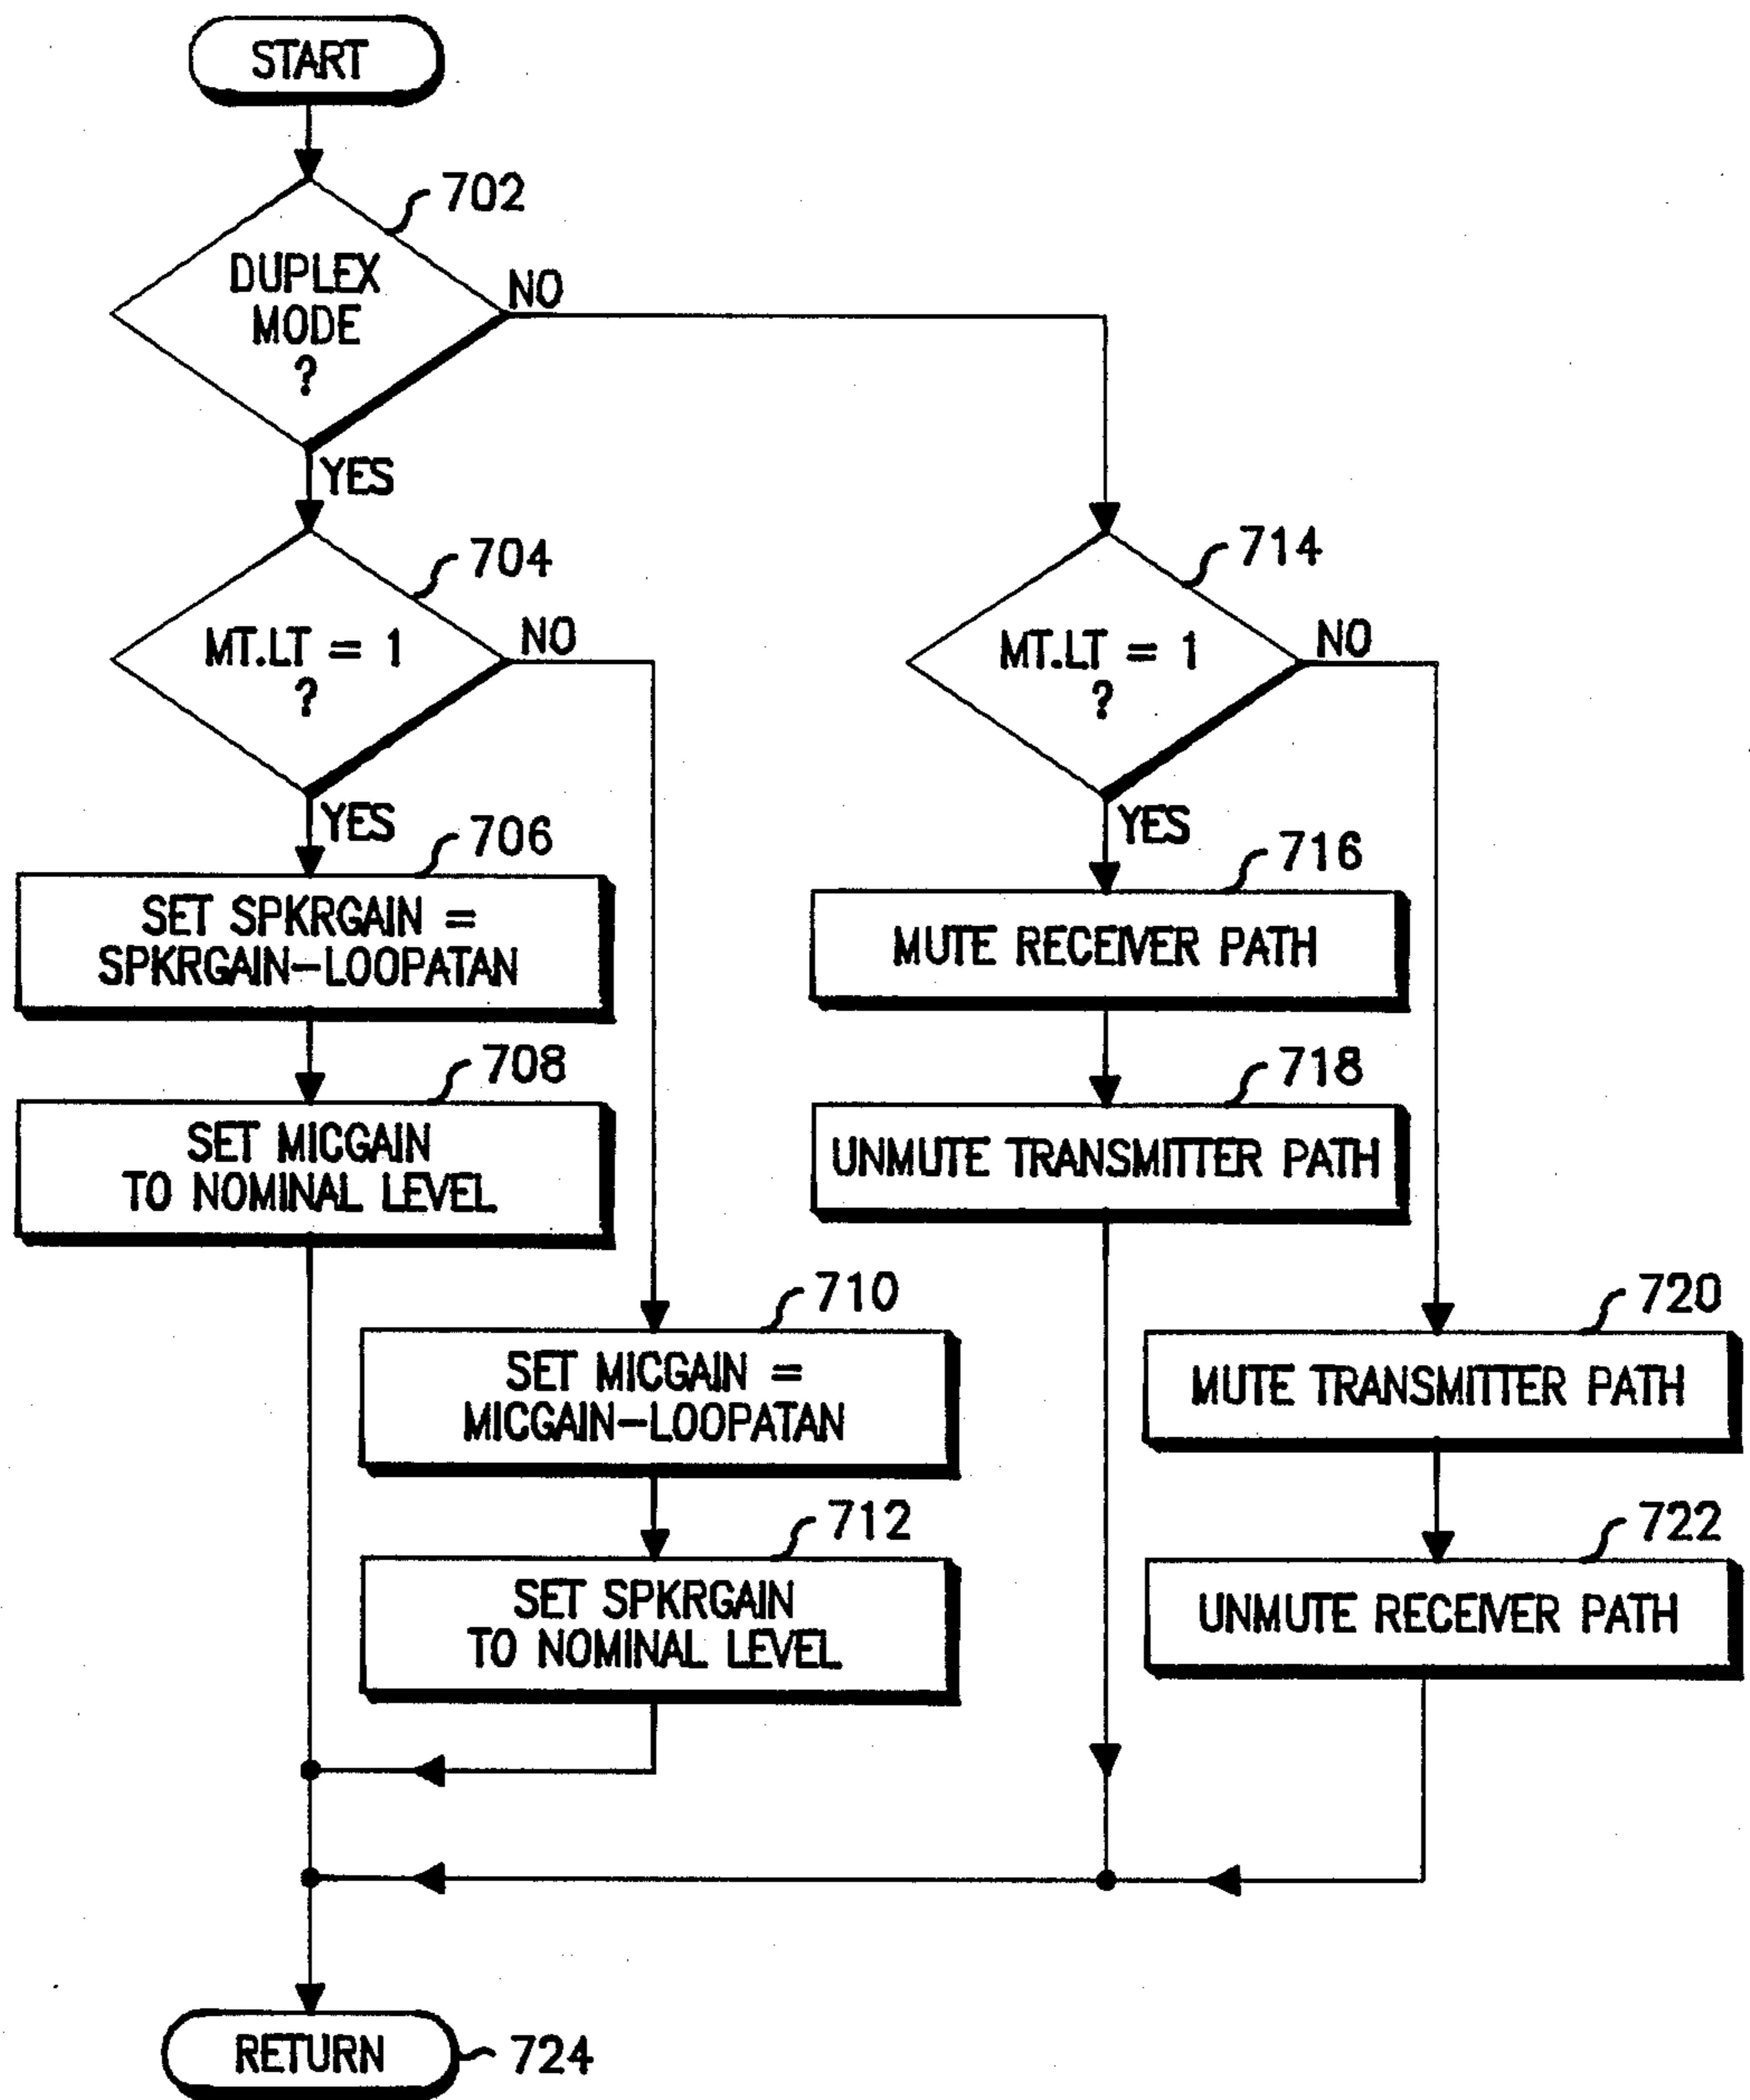 START
702
DUPLEX
MODE
?
NO
YES
704
MT.LT = 1
?
NO
YES
714
MT.LT = 1
?
NO
YES
706
SET SPKRGAIN =
SPKRGAIN-LOOPATAN
708
SET MICGAIN
TO NOMINAL LEVEL
716
MUTE RECEIVER PATH
718
UNMUTE TRANSMITTER PATH
710
SET MICGAIN =
MICGAIN-LOOPATAN
712
SET SPKRGAIN
TO NOMINAL LEVEL
720
MUTE TRANSMITTER PATH
722
UNMUTE RECEIVER PATH
RETURN
724